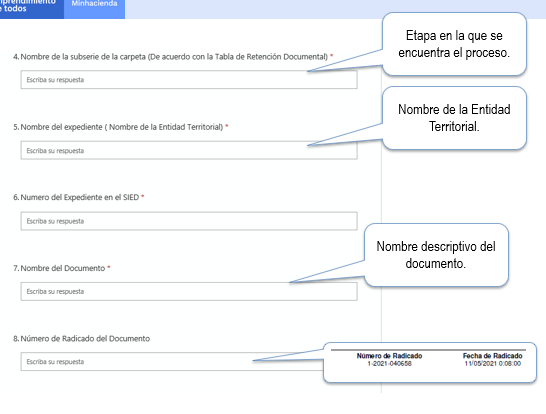 de todos
Minhacienda
4. Nombre de la subserie de la carpeta (De acuerdo con la Tabla de Retención Documental) *
Escriba su respuesta
Etapa en la que se
encuentra el proceso.
5. Nombre del expediente ( Nombre de la Entidad Territorial) *
Escriba su respuesta
Nombre de la Entidad
Territorial.
6. Numero del Expediente en el SIED *
Escriba su respuesta
7. Nombre del Documento *
Escriba su respuesta
Nombre descriptivo del
documento.
8. Número de Radicado del Documento
Escriba su respuesta
Número de Radicado Fecha de Radicado
1-2021-040658 11/05/2021 0:08:00